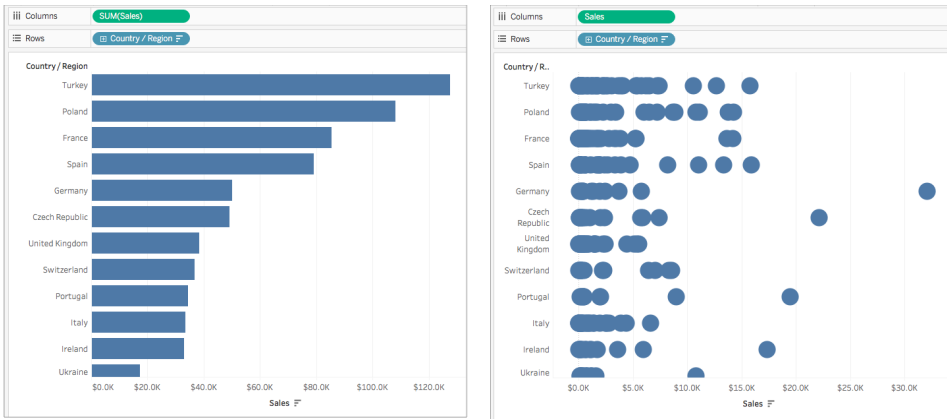 Columns
SUM(Sales)
Rows
Country / Region
Country / Region
Turkey
Poland
France
Spain
Germany
Czech Republic
United Kingdom
Switzerland
Portugal
Italy
Ireland
Ukraine
$0.0K $20.0K $40.0K $60.0K $80.0K $100.0K $120.0K
Sales
Columns
Sales
Rows
Country / Region
Country / R..
Turkey
Poland
France
Spain
Germany
Czech
Republic
United
Kingdom
Switzerland
Portugal
Italy
Ireland
Ukraine
$0.0K $5.0K $10.0K $15.0K $20.0K $25.0K $30.0K
Sales